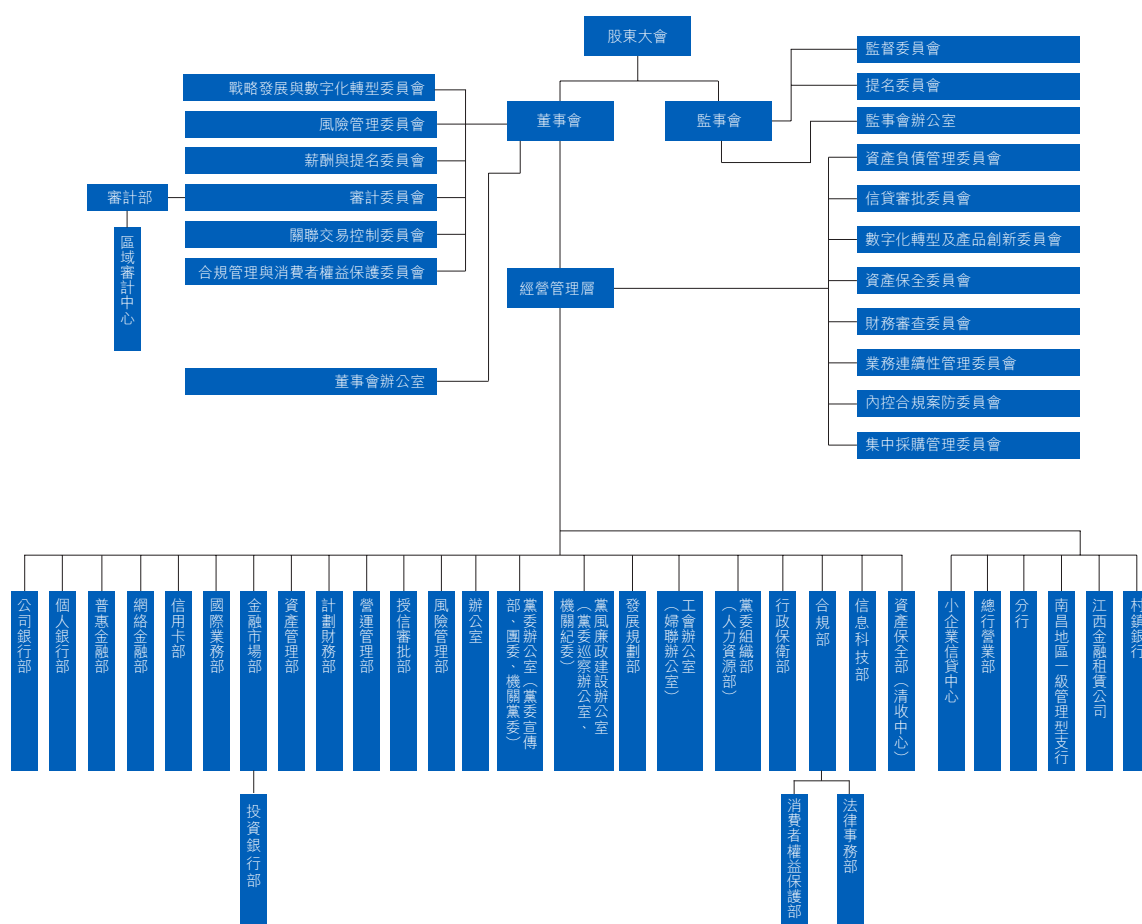 股東大會
董事會
監事會
戰略發展與數字化轉型委員會
風險管理委員會
薪酬與提名委員會
審計委員會
關聯交易控制委員會
合規管理與消費者權益保護委員會
董事會辦公室
審計部
區域審計中心
監督委員會
提名委員會
監事會辦公室
經營管理層
資產負債管理委員會
信貸審批委員會
數字化轉型及產品創新委員會
資產保全委員會
財務審查委員會
業務連續性管理委員會
內控合規案防委員會
集中採購管理委員會
公司銀行部
個人銀行部
普惠金融部
網絡金融部
信用卡部
國際業務部
金融市場部
資產管理部
計劃財務部
營運管理部
授信審批部
風險管理部
辦公室
黨委辦公室（黨委宣傳
部、團委、機關黨委）
黨風廉政建設辦公室
（黨委巡察辦公室、
機關紀委）
發展規劃部
工會辦公室
（婦聯辦公室）
黨委組織部
（人力資源部）
行政保衛部
合規部
信息科技部
資產保全部（清收中心）
小企業信貸中心
總行營業部
分行
南昌地區一級管理型支行
江西金融租賃公司
村鎮銀行
投資銀行部
消費者權益保護部
法律事務部